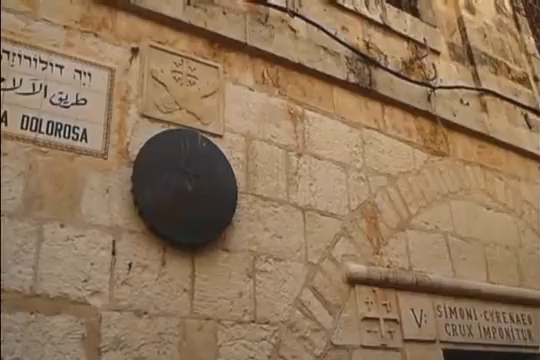 ויה דולורוזה
طريق الآلا
A DOLOROSA
V:
SIMONI·CYRENAEO
CRUX IMPONITUR